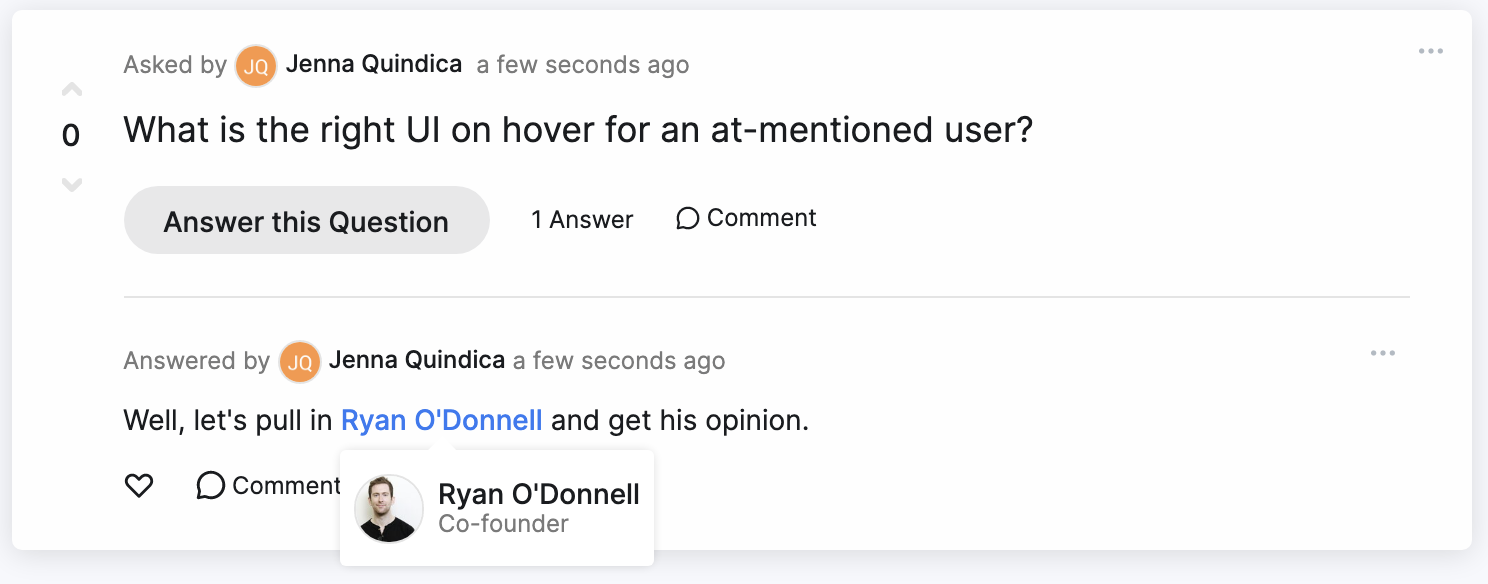 Asked by JQ Jenna Quindica a few seconds ago
0
What is the right UI on hover for an at-mentioned user?
Answer this Question 1 Answer Comment
Answered by JQ Jenna Quindica a few seconds ago
Well, let's pull in Ryan O'Donnell and get his opinion.
Comment
Ryan O'Donnell
Co-founder